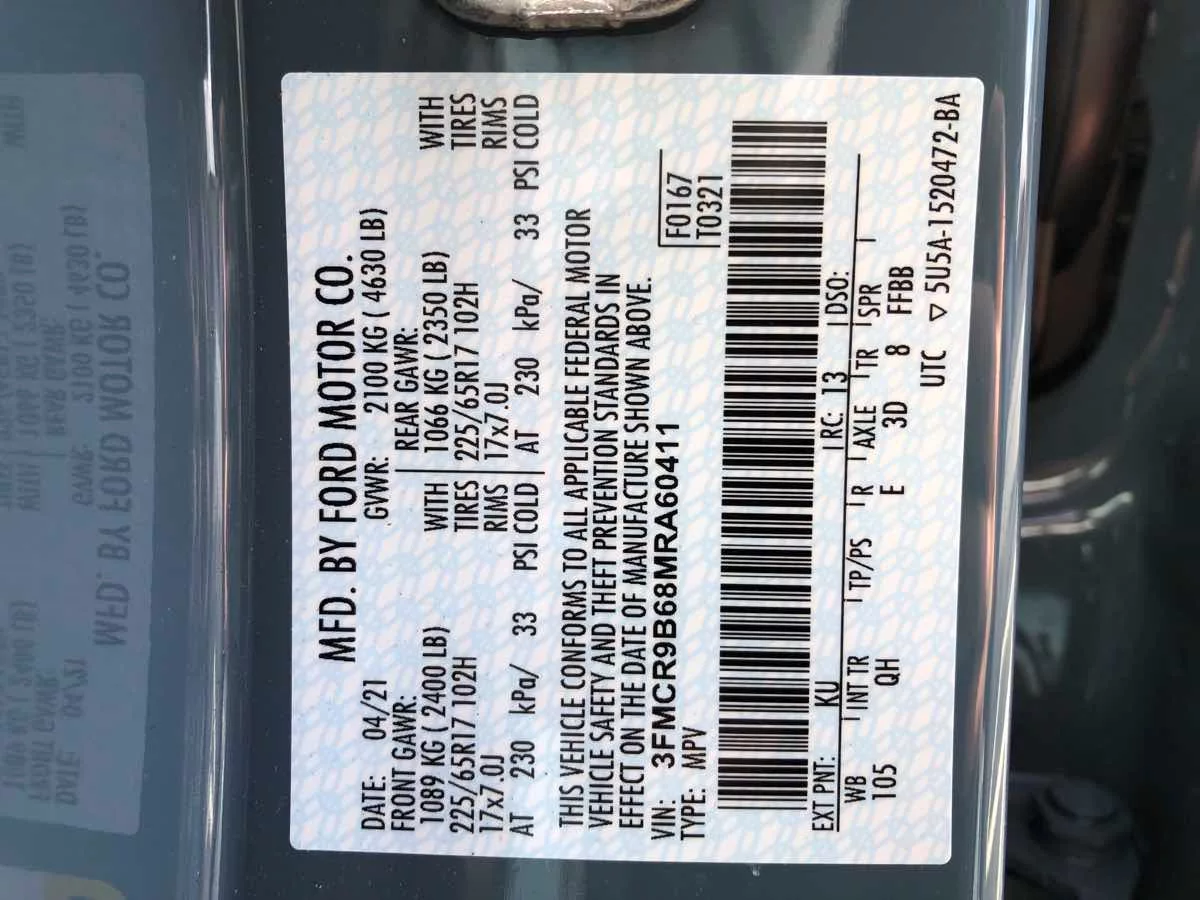 MFD. BY FORD MOTOR CO.
DATE: 04/21 GVWR: 2100 KG ( 4630 LB)
FRONT GAWR: REAR GAWR:
1089 KG ( 2400 LB) WITH 1066 KG ( 2350 LB) WITH
225/65R17 102H TIRES 225/65R17 102H TIRES
17x7.0J RIMS 17x7.0J RIMS
AT 230 kPa/ 33 PSI COLD AT 230 kPa/ 33 PSI COLD
THIS VEHICLE CONFORMS TO ALL APPLICABLE FEDERAL MOTOR
VEHICLE SAFETY AND THEFT PREVENTION STANDARDS IN
EFFECT ON THE DATE OF MANUFACTURE SHOWN ABOVE.
VIN: 3FMCR9B68MRA60411 F0167
TYPE: MPV T0321
EXT PNT: KU RC: 13 DSO:
WB INT TR TP/PS R AXLE TR SPR
105 QH E 3D 8 FFBB
UTC ▽ 5U5A-1520472-BA